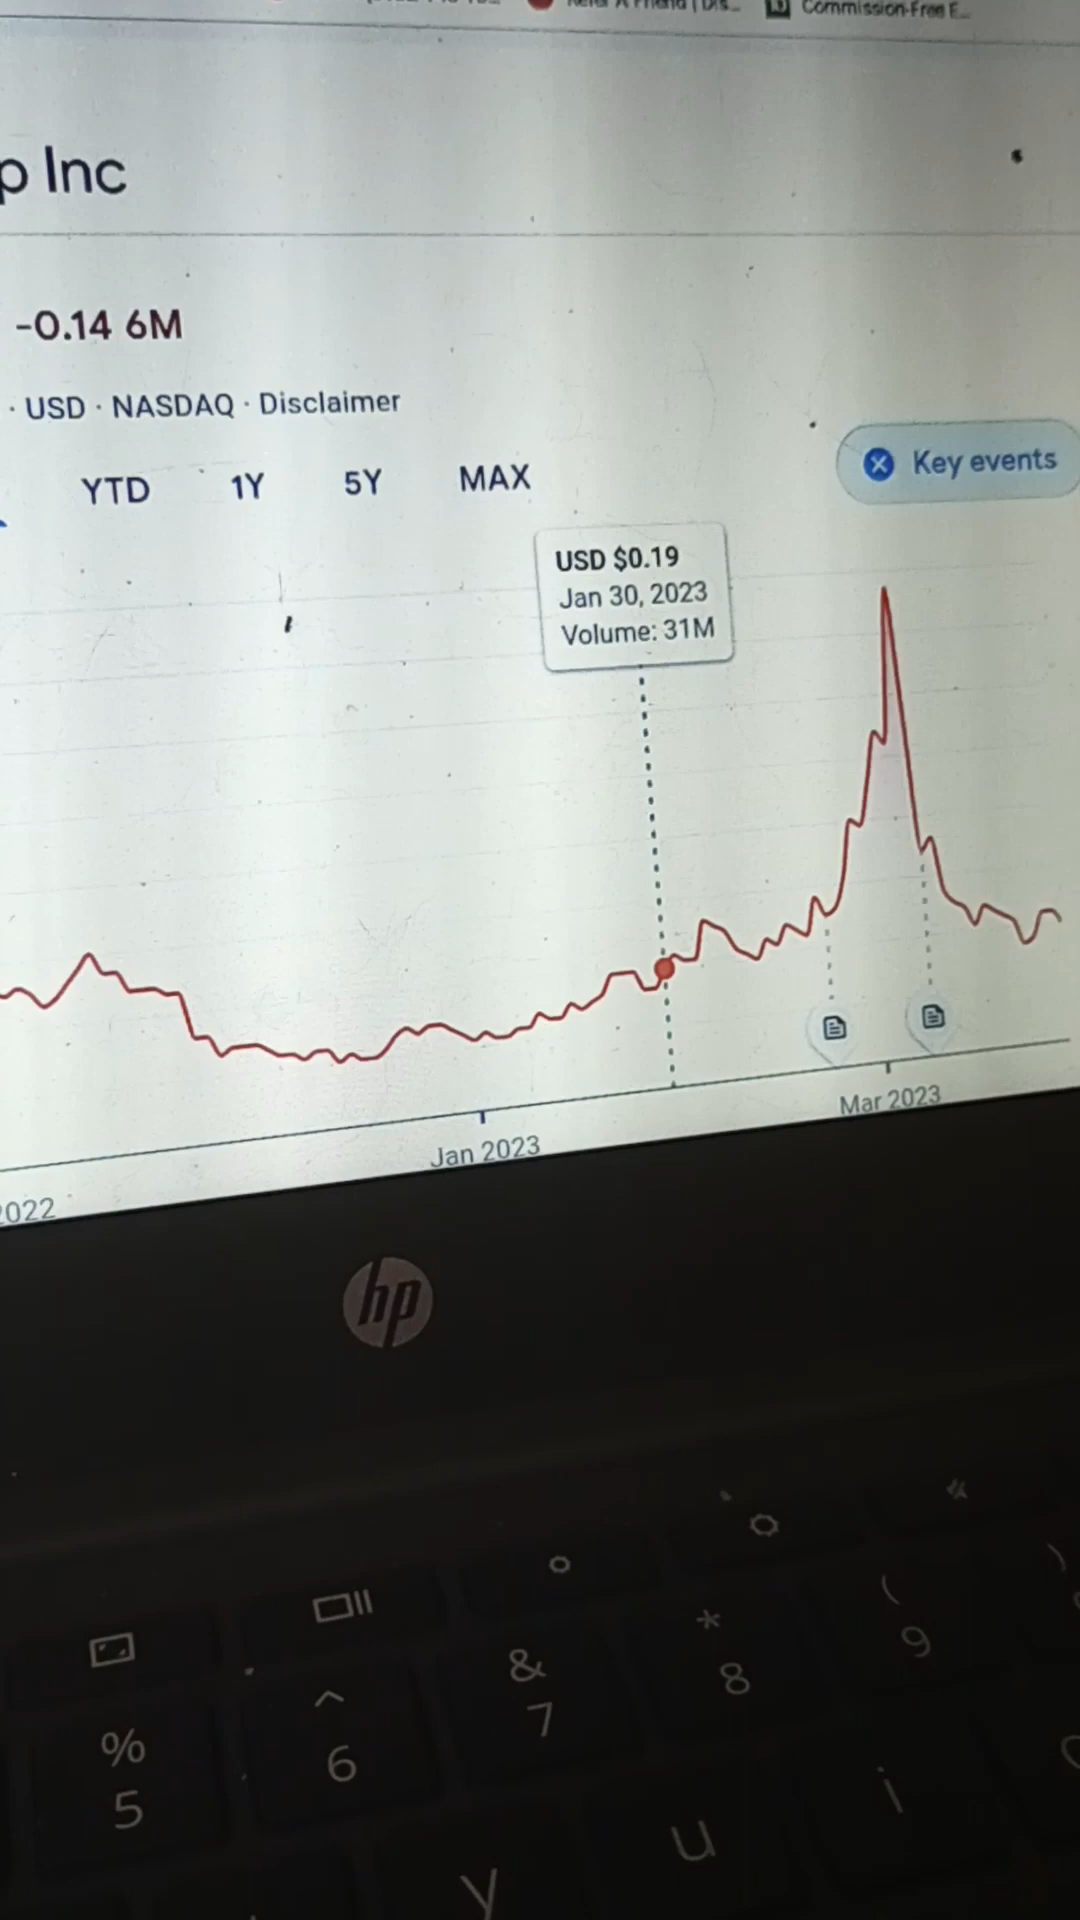 Commission-Free E...
p Inc
-0.14 6M
· USD · NASDAQ · Disclaimer
YTD 1Y 5Y MAX
Key events
USD $0.19
Jan 30, 2023
Volume: 31M
Mar 2023
Jan 2023
2022
hp
% ^ & * ( )
5 6 7 8 9
y u i